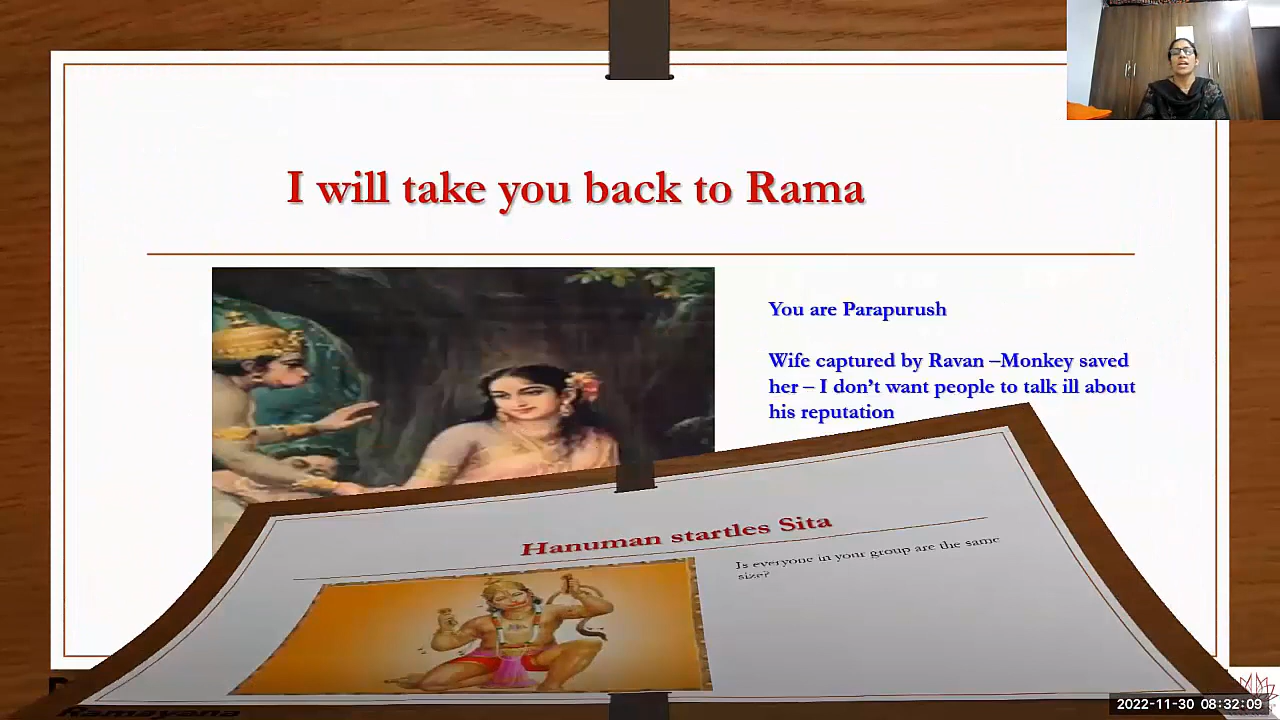 I will take you back to Rama
You are Parapurush
Wife captured by Ravan –Monkey saved
her – I don't want people to talk ill about
his reputation
Hanuman startles Sita
Is everyone in your group are the same
size?
Ramayana
2022-11-30 08:32:09